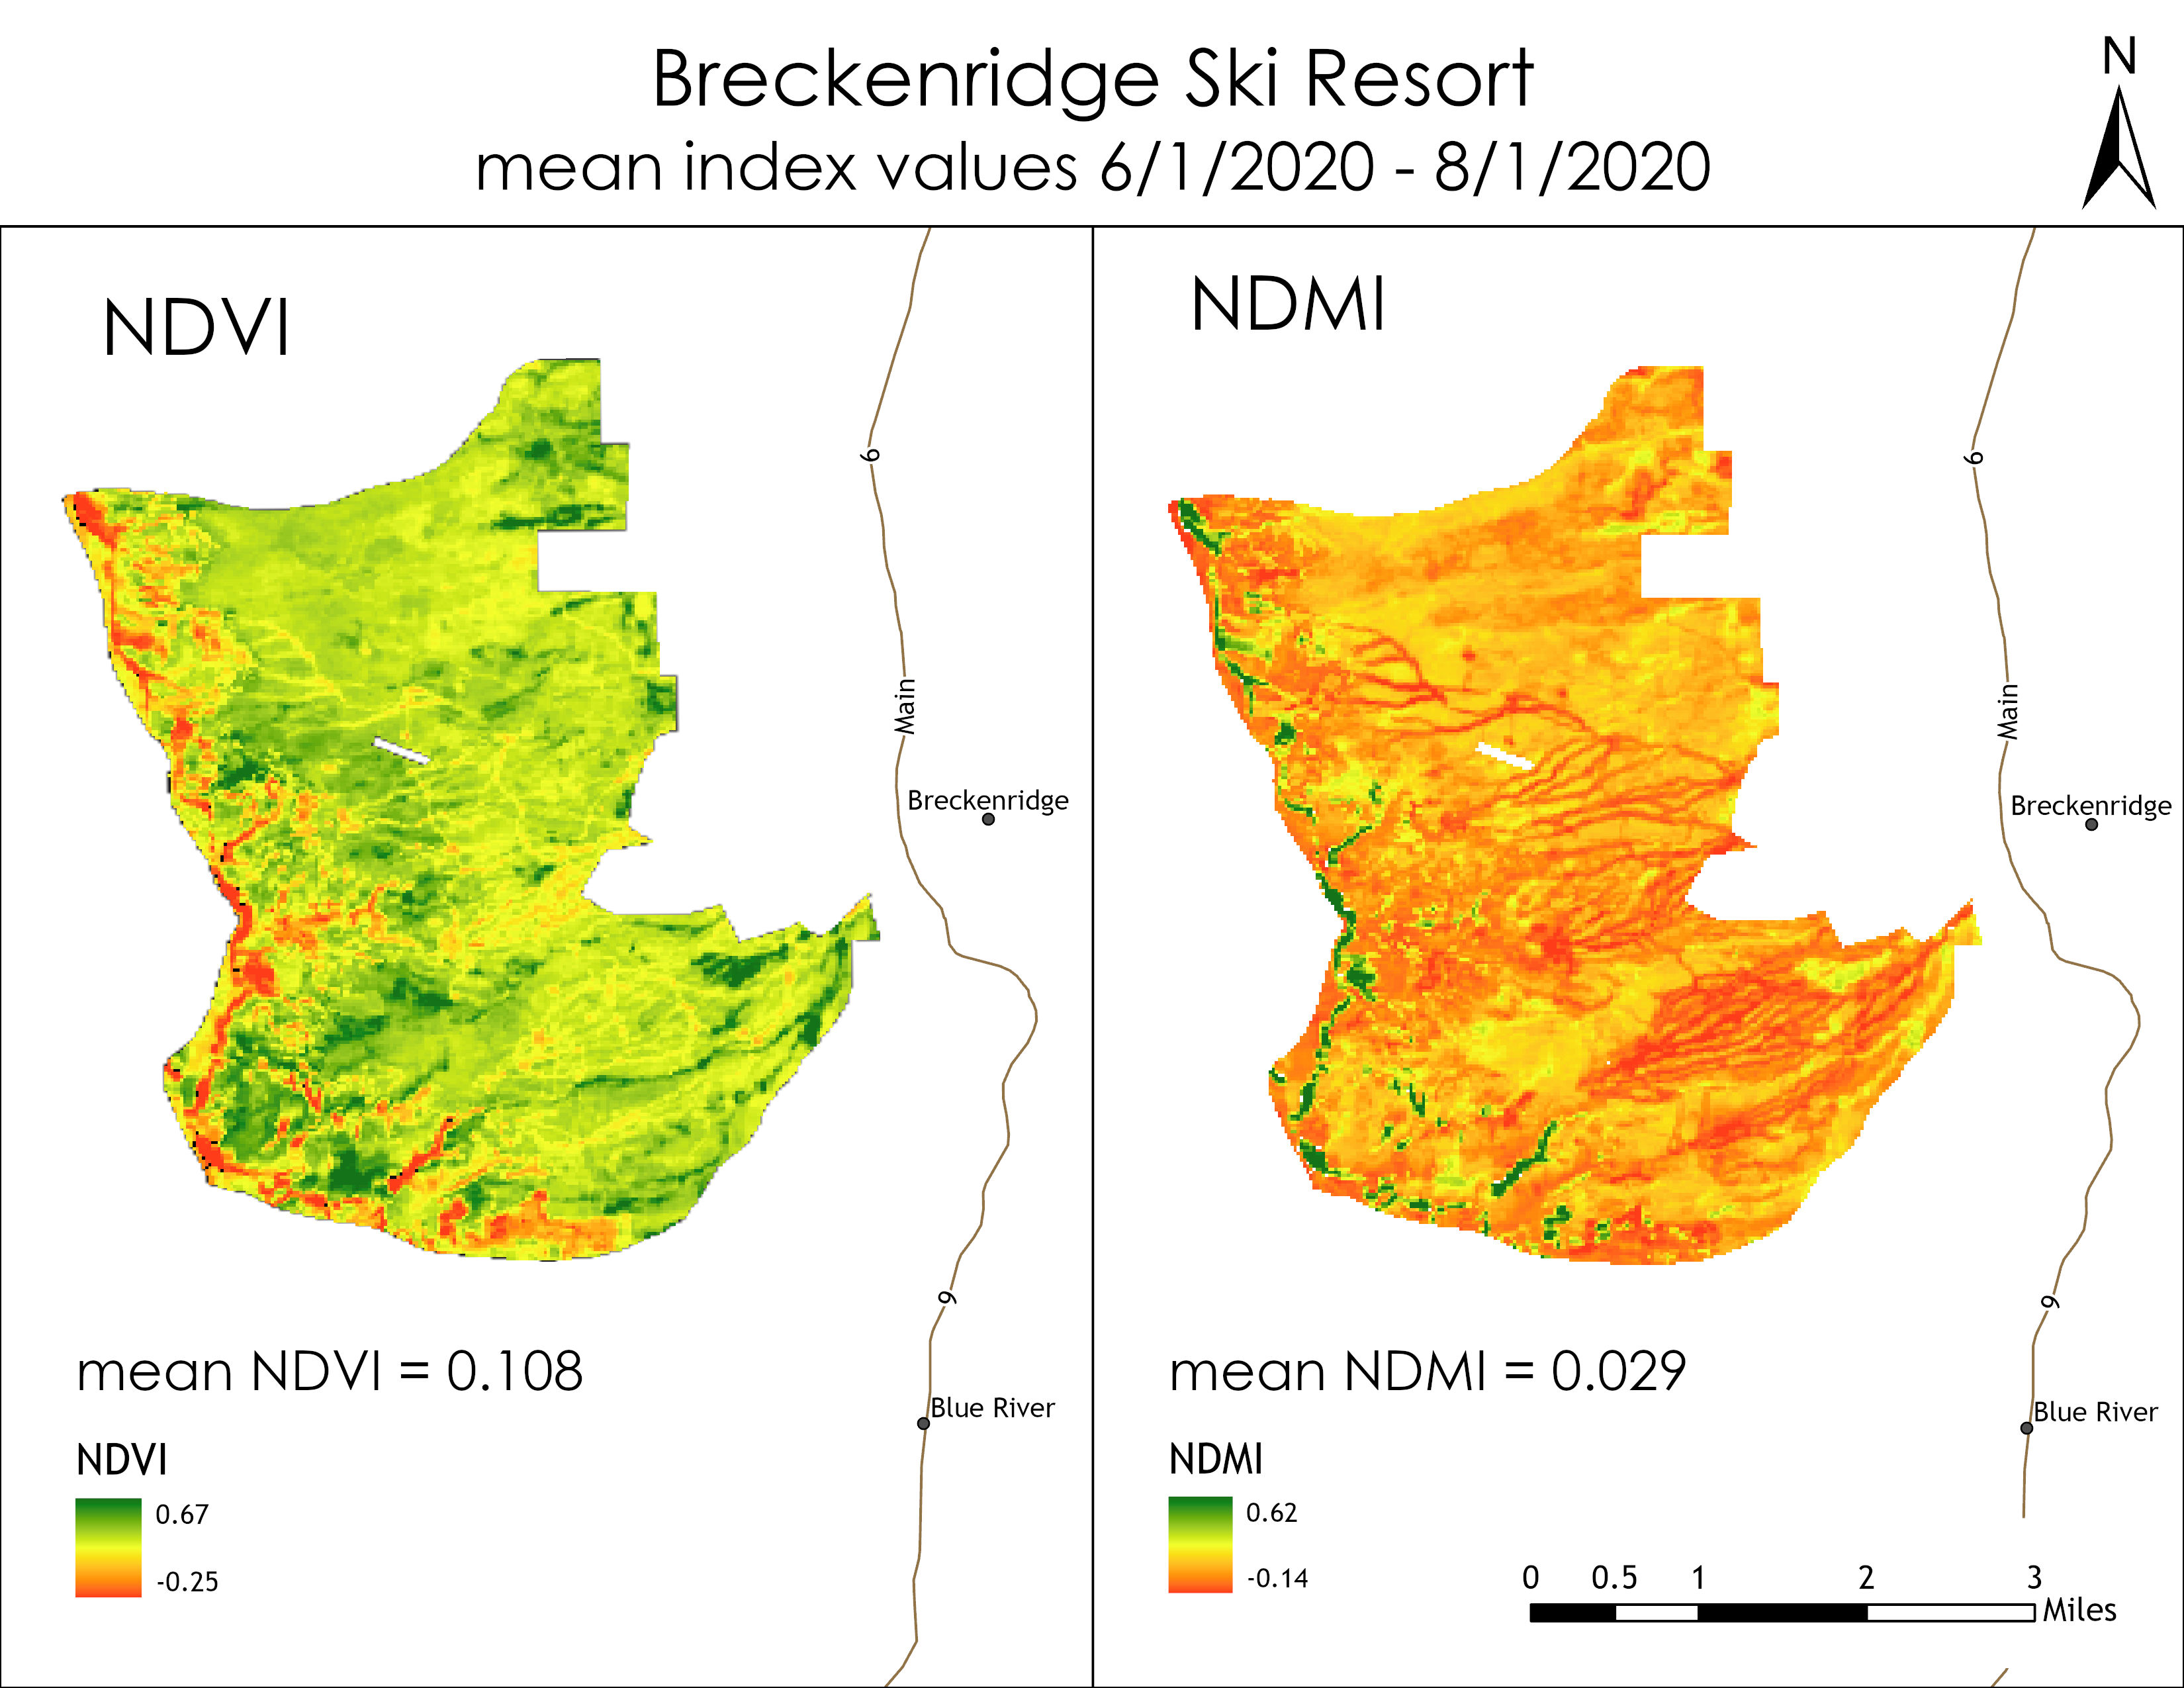 Breckenridge Ski Resort
mean index values 6/1/2020 - 8/1/2020
N
NDVI
9
Main
Breckenridge
9
mean NDVI = 0.108
Blue River
NDVI
0.67
-0.25
NDMI
9
Main
Breckenridge
9
mean NDMI = 0.029
Blue River
NDMI
0.62
-0.14
0 0.5 1 2 3
Miles